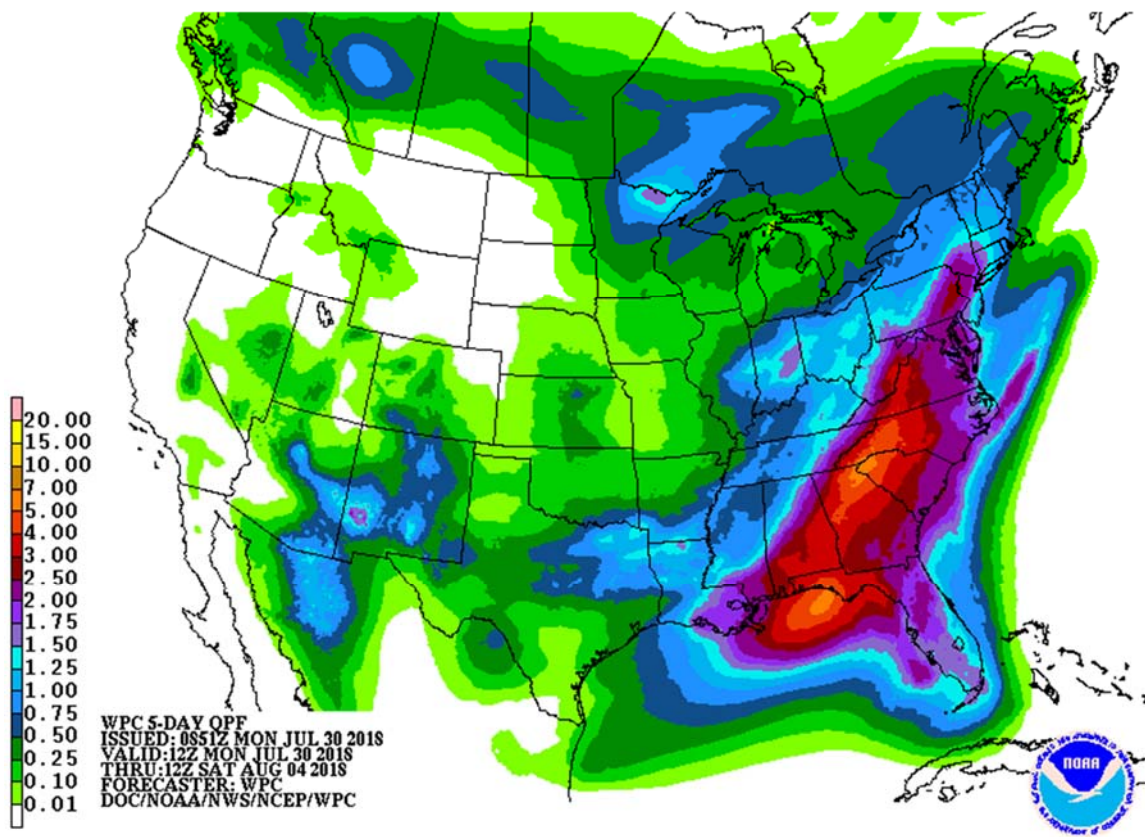 20.00
15.00
10.00
7.00
5.00
4.00
3.00
2.50
2.00
1.75
1.50
1.25
1.00
0.75
0.50
0.25
0.10
0.01
WPC 5-DAY QPF
ISSUED: 0851Z MON JUL 30 2018
VALID:12Z MON JUL 30 2018
THRU:12Z SAT AUG 04 2018
FORECASTER: WPC
DOC/NOAA/NWS/NCEP/WPC
NOAA